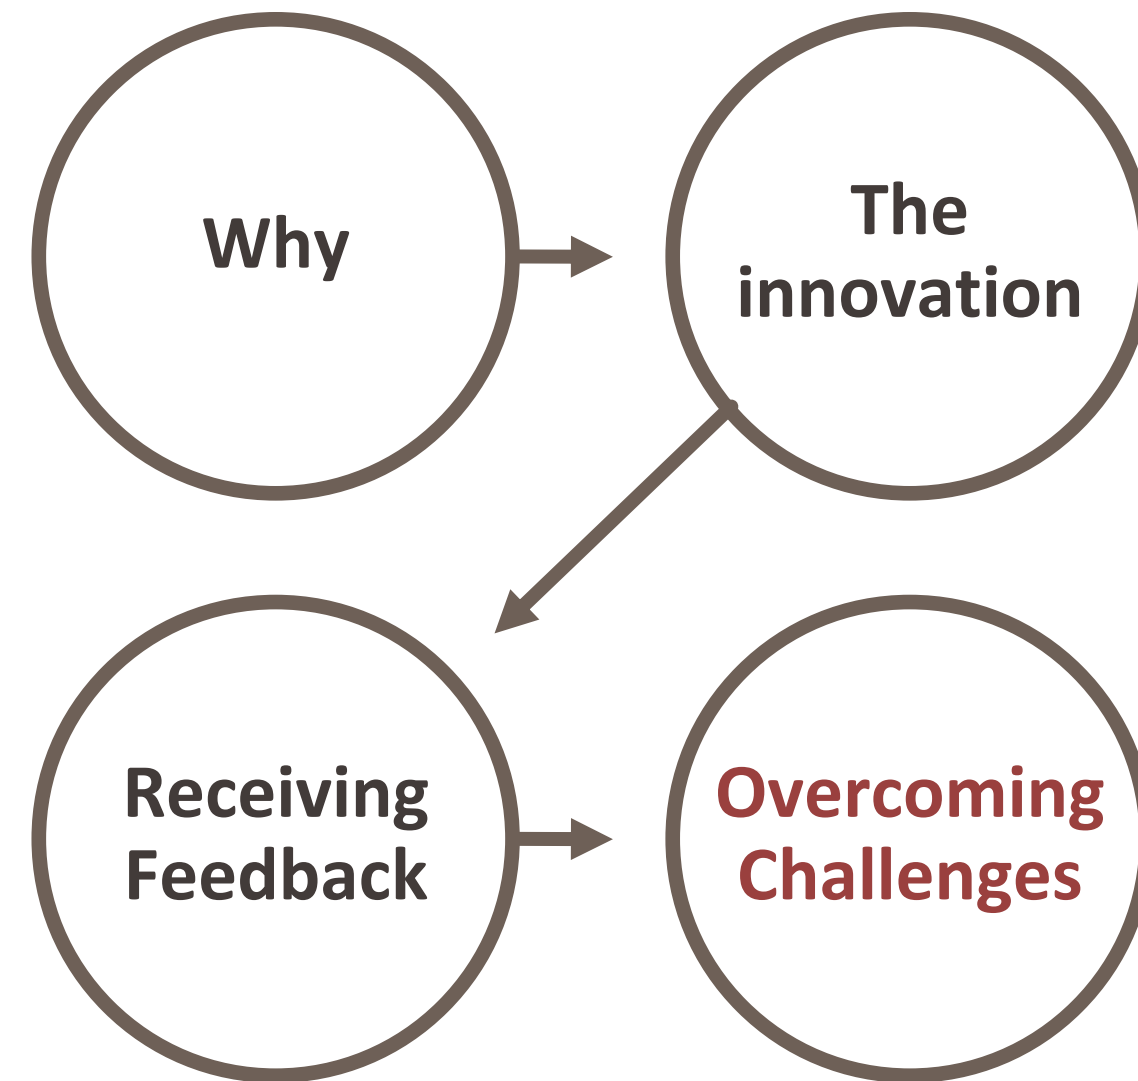 Why
The
innovation
Receiving
Feedback
Overcoming
Challenges